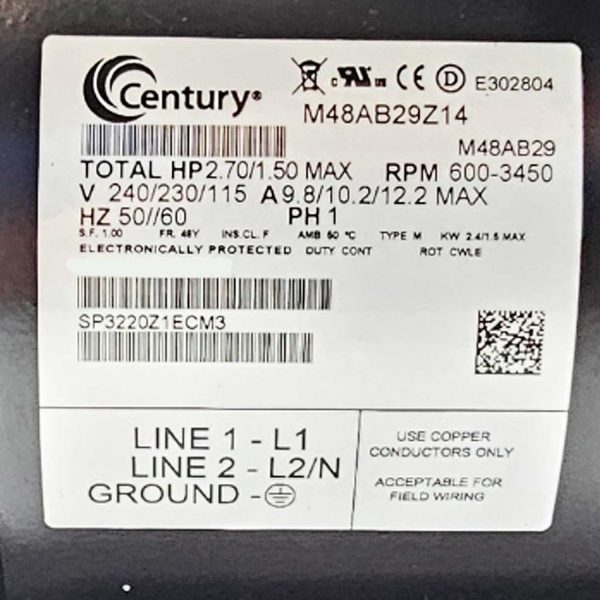 Century®
c UL us CE D E302804
M48AB29Z14
M48AB29
TOTAL HP 2.70/1.50 MAX RPM 600-3450
V 240/230/115 A 9.8/10.2/12.2 MAX
HZ 50//60 PH 1
S.F. 1.00 FR. 48Y INS.CL. F AMB 50 °C TYPE M KW 2.4/1.5 MAX
ELECTRONICALLY PROTECTED DUTY CONT ROT CWLE
SP3220Z1ECM3
LINE 1 - L1
LINE 2 - L2/N
GROUND -
USE COPPER
CONDUCTORS ONLY
ACCEPTABLE FOR
FIELD WIRING